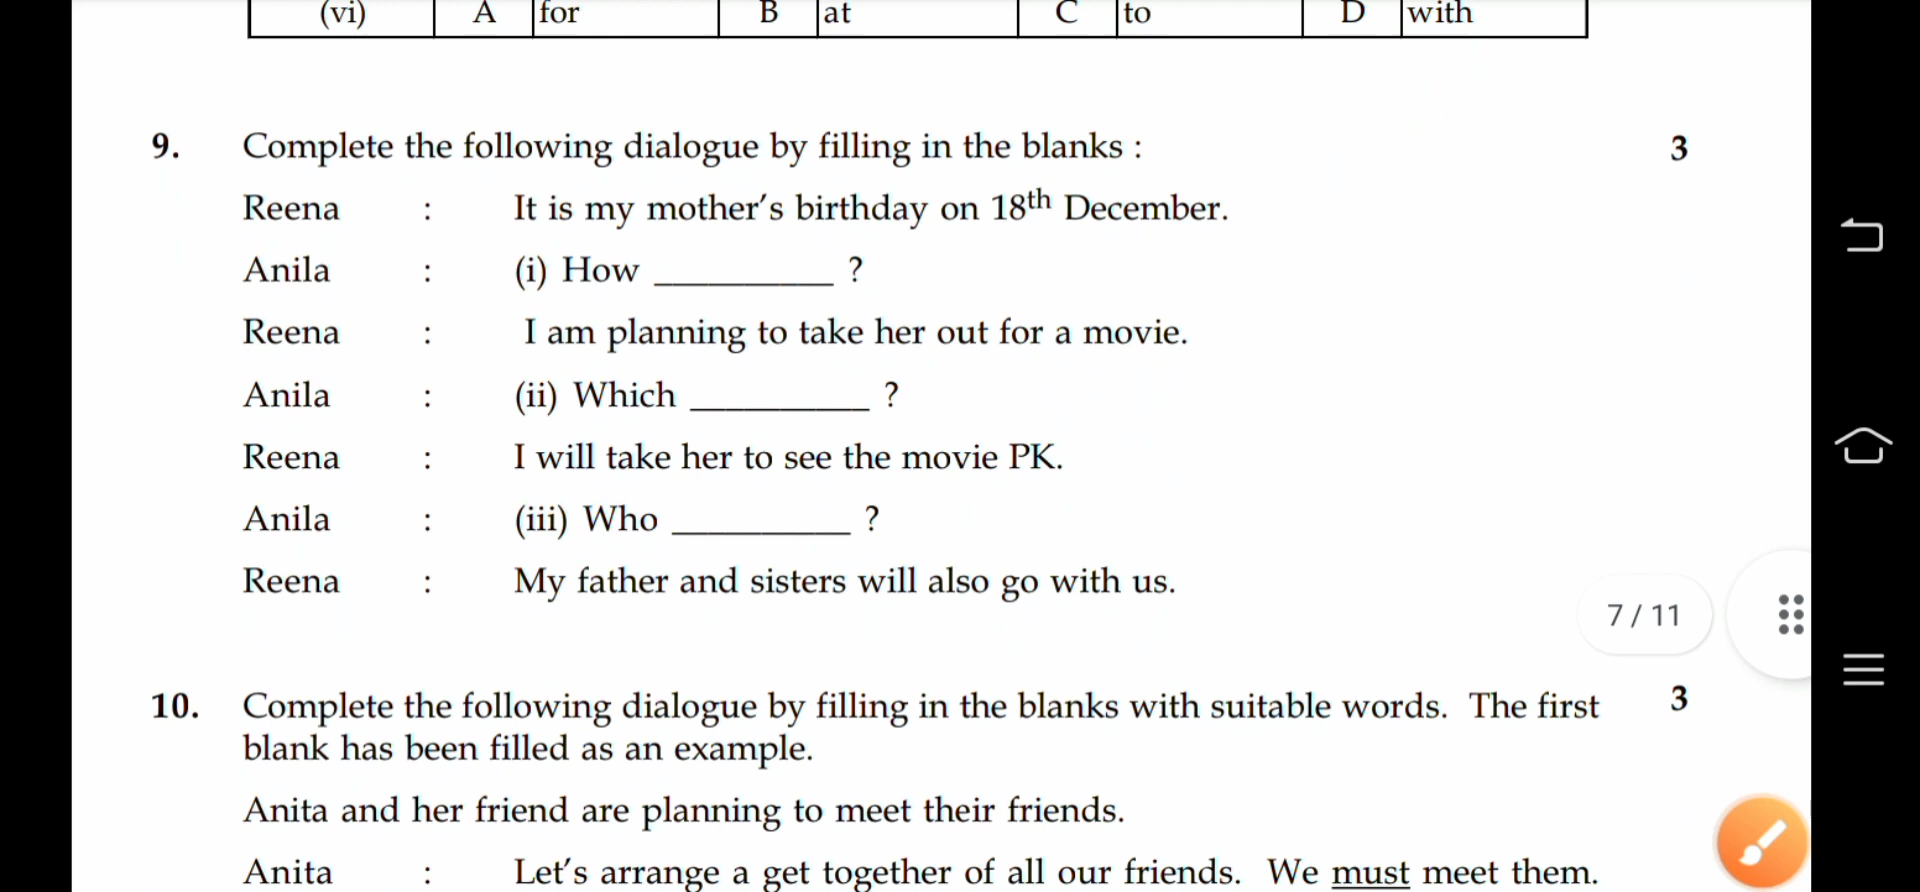 (vi) A for B at C to D with
9. Complete the following dialogue by filling in the blanks : 3
Reena : It is my mother's birthday on 18th December.
Anila : (i) How __________ ?
Reena : I am planning to take her out for a movie.
Anila : (ii) Which __________ ?
Reena : I will take her to see the movie PK.
Anila : (iii) Who __________ ?
Reena : My father and sisters will also go with us.
7 / 11
10. Complete the following dialogue by filling in the blanks with suitable words. The first 3
blank has been filled as an example.
Anita and her friend are planning to meet their friends.
Anita : Let's arrange a get together of all our friends. We must meet them.